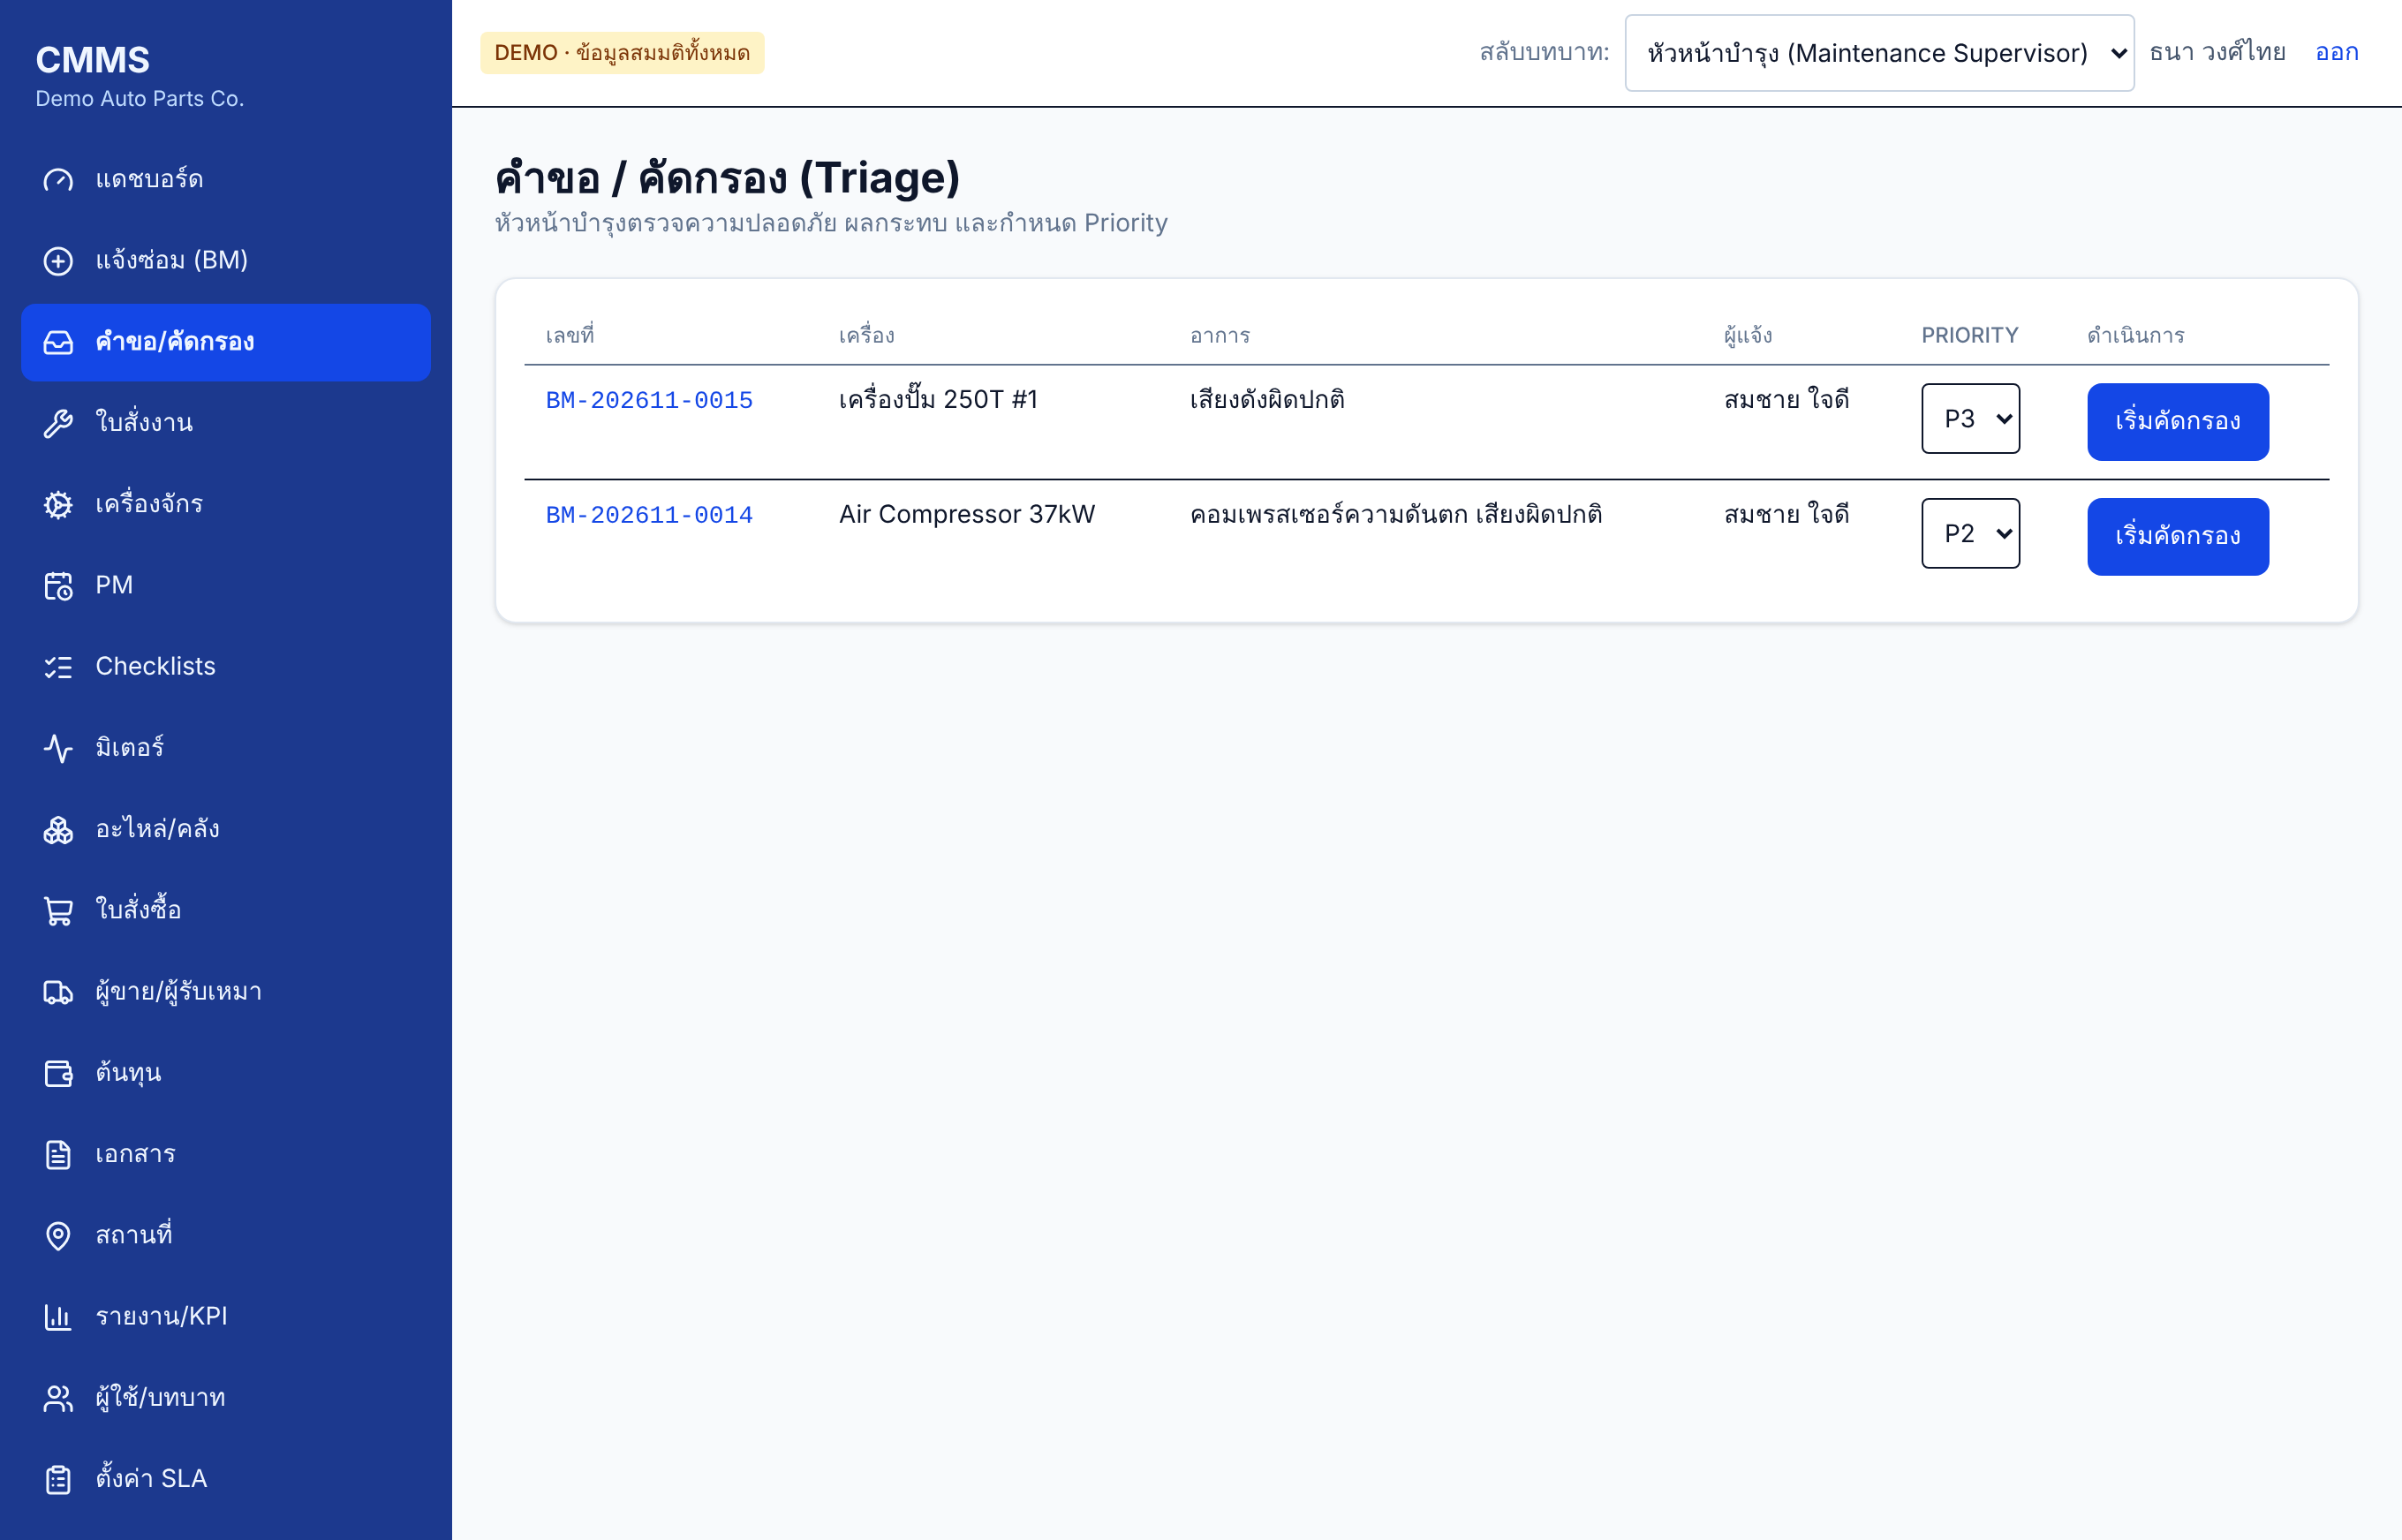 CMMS
Demo Auto Parts Co.
แดชบอร์ด
แจ้งซ่อม (BM)
คำขอ/คัดกรอง
ใบสั่งงาน
เครื่องจักร
PM
Checklists
มิเตอร์
อะไหล่/คลัง
ใบสั่งซื้อ
ผู้ขาย/ผู้รับเหมา
ต้นทุน
เอกสาร
สถานที่
รายงาน/KPI
ผู้ใช้/บทบาท
ตั้งค่า SLA
DEMO · ข้อมูลสมมติทั้งหมด
สลับบทบาท: หัวหน้าบำรุง (Maintenance Supervisor) ธนา วงศ์ไทย ออก
คำขอ / คัดกรอง (Triage)
หัวหน้าบำรุงตรวจความปลอดภัย ผลกระทบ และกำหนด Priority
เลขที่ เครื่อง อาการ ผู้แจ้ง PRIORITY ดำเนินการ
BM-202611-0015 เครื่องปั๊ม 250T #1 เสียงดังผิดปกติ สมชาย ใจดี P3 เริ่มคัดกรอง
BM-202611-0014 Air Compressor 37kW คอมเพรสเซอร์ความดันตก เสียงผิดปกติ สมชาย ใจดี P2 เริ่มคัดกรอง